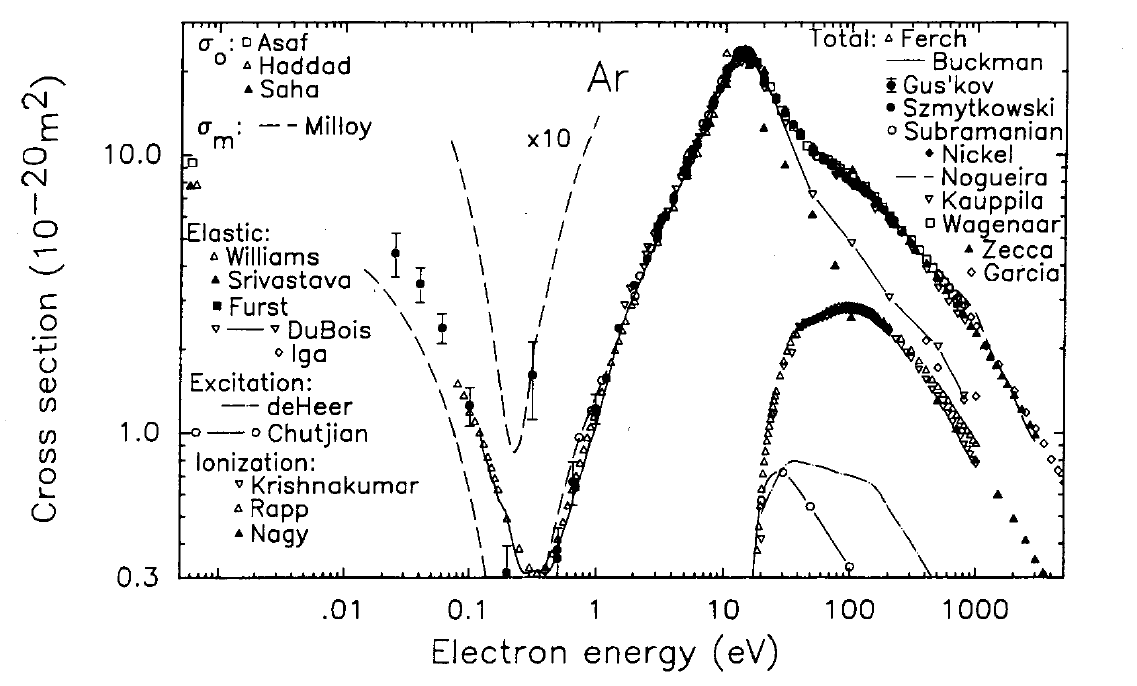 σo: □ Asaf
△ Haddad
▲ Saha
σm: — – Milloy
Ar
x10
Total: △ Ferch
Buckman
Gus'kov
Szmytkowski
Subramanian
Nickel
Nogueira
Kauppila
Wagenaar
Zecca
Garcia
Elastic:
Williams
Srivastava
Furst
DuBois
Iga
Excitation:
deHeer
Chutjian
Ionization:
Krishnakumar
Rapp
Nagy
Cross section (10−20m2)
10.0
1.0
0.3
.01 0.1 1 10 100 1000
Electron energy (eV)